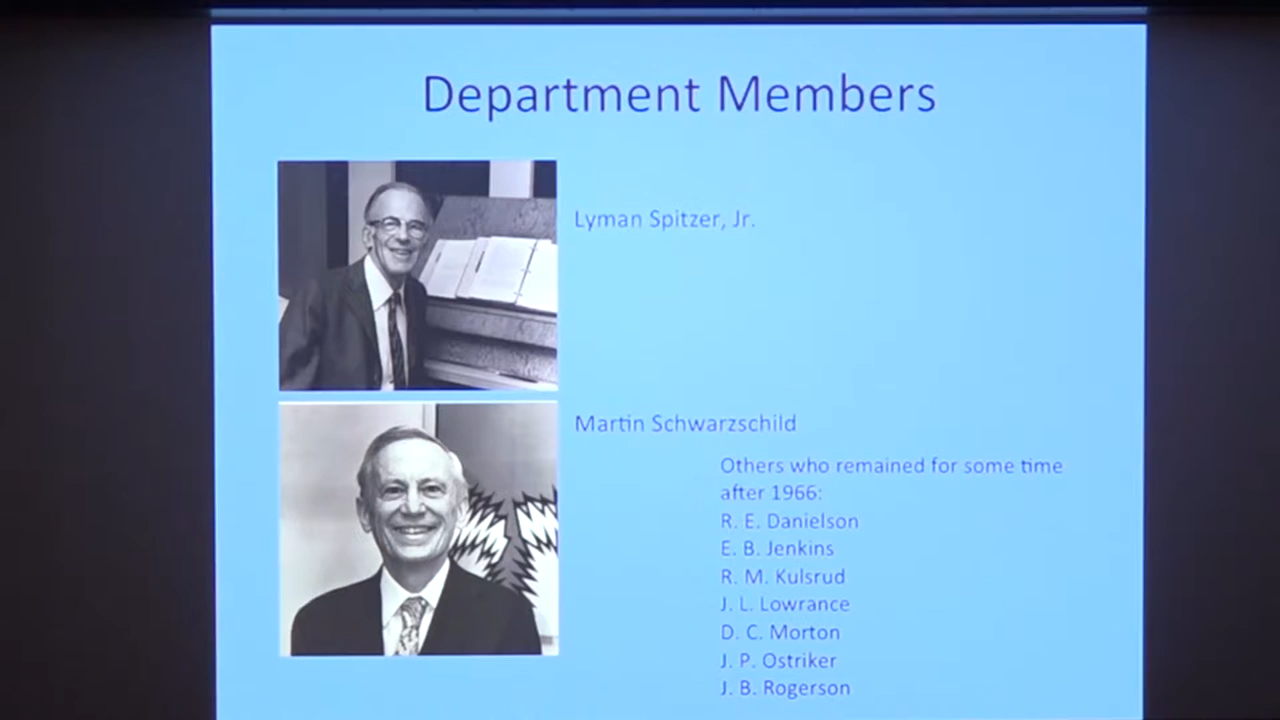 Department Members
Lyman Spitzer, Jr.
Martin Schwarzschild
Others who remained for some time
after 1966:
R. E. Danielson
E. B. Jenkins
R. M. Kulsrud
J. L. Lowrance
D. C. Morton
J. P. Ostriker
J. B. Rogerson